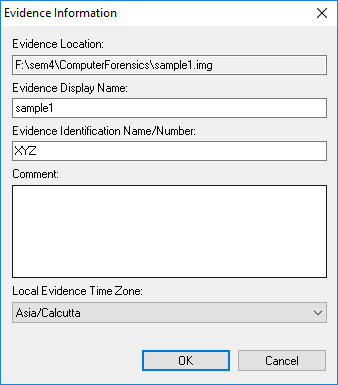 Evidence Information
Evidence Location:
F:\sem4\ComputerForensics\sample1.img
Evidence Display Name:
sample1
Evidence Identification Name/Number:
XYZ
Comment:
Local Evidence Time Zone:
Asia/Calcutta
OK Cancel